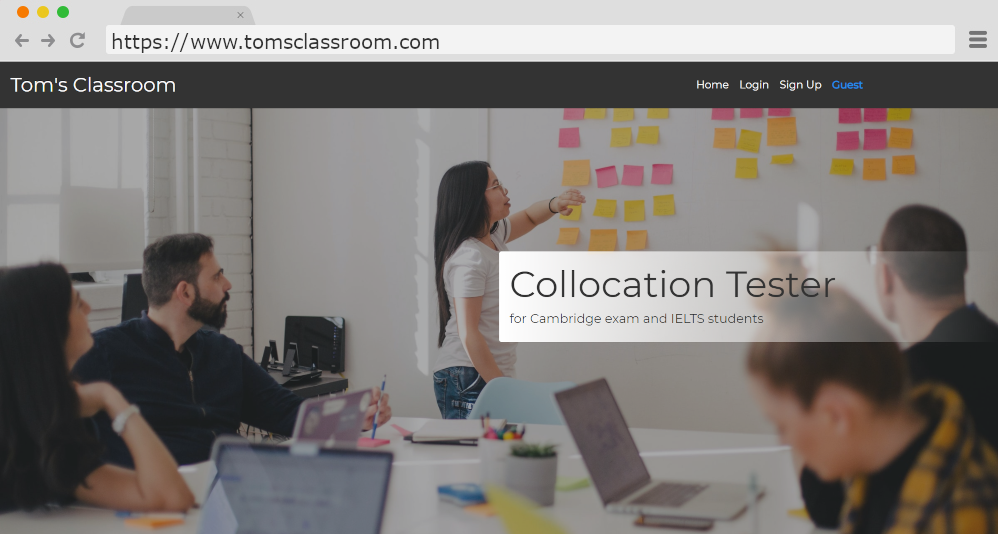 https://www.tomsclassroom.com
Tom's Classroom
Home Login Sign Up Guest
Collocation Tester
for Cambridge exam and IELTS students